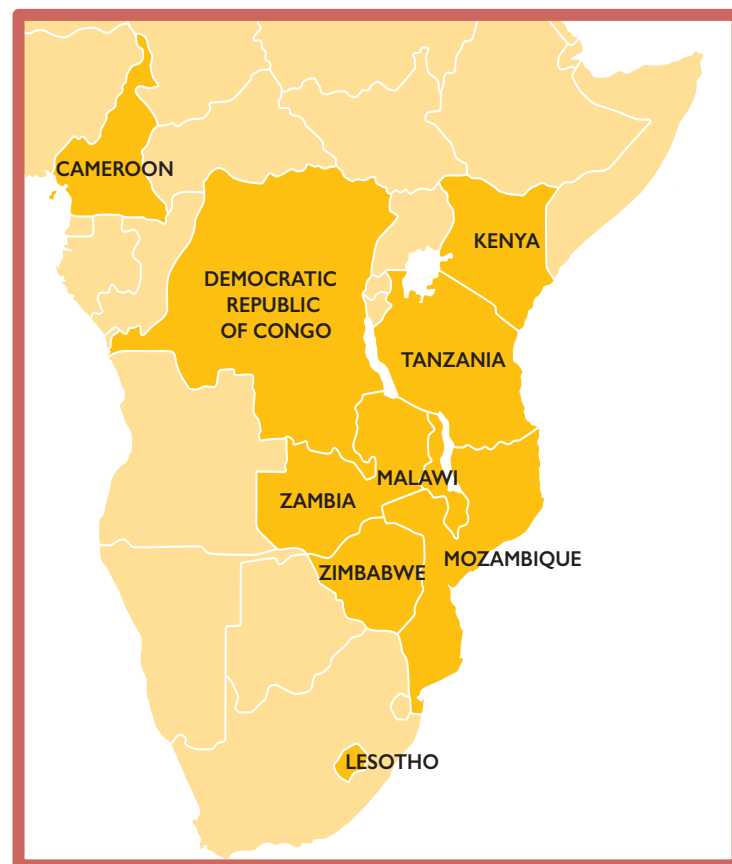 CAMEROON
KENYA
DEMOCRATIC
REPUBLIC
OF CONGO
TANZANIA
MALAWI
ZAMBIA
MOZAMBIQUE
ZIMBABWE
LESOTHO